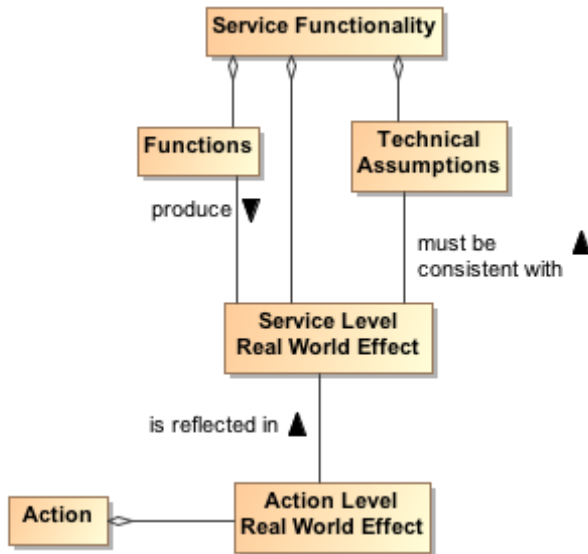 Service Functionality
Functions
Technical
Assumptions
produce
must be
consistent with
Service Level
Real World Effect
is reflected in
Action
Action Level
Real World Effect